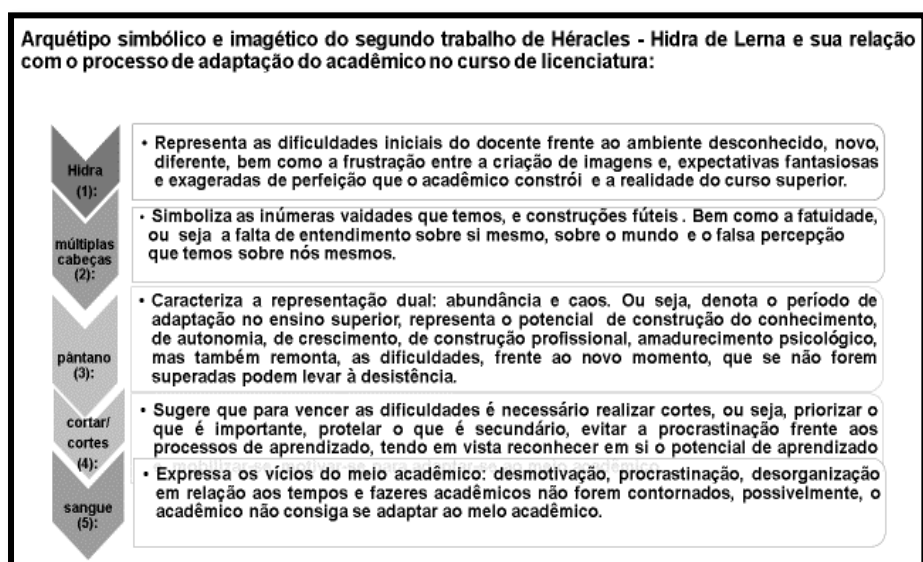 Arquétipo simbólico e imagético do segundo trabalho de Héracles - Hidra de Lerna e sua relação
com o processo de adaptação do acadêmico no curso de licenciatura:
Hidra
(1):
• Representa as dificuldades iniciais do docente frente ao ambiente desconhecido, novo,
diferente, bem como a frustração entre a criação de imagens e, expectativas fantasiosas
e exageradas de perfeição que o acadêmico constrói e a realidade do curso superior.
múltiplas
cabeças
(2):
• Simboliza as inúmeras vaidades que temos, e construções fúteis . Bem como a fatuidade,
ou seja a falta de entendimento sobre si mesmo, sobre o mundo e o falsa percepção
que temos sobre nós mesmos.
pântano
(3):
• Caracteriza a representação dual: abundância e caos. Ou seja, denota o período de
adaptação no ensino superior, representa o potencial de construção do conhecimento,
de autonomia, de crescimento, de construção profissional, amadurecimento psicológico,
mas também remonta, as dificuldades, frente ao novo momento, que se não forem
superadas podem levar à desistência.
cortar/
cortes
(4):
• Sugere que para vencer as dificuldades é necessário realizar cortes, ou seja, priorizar o
que é importante, protelar o que é secundário, evitar a procrastinação frente aos
processos de aprendizado, tendo em vista reconhecer em si o potencial de aprendizado
mobilizar-se, motivar-se para adaptar-se ao meio acadêmico
sangue
(5):
• Expressa os vícios do meio acadêmico: desmotivação, procrastinação, desorganização
em relação aos tempos e fazeres acadêmicos não forem contornados, possivelmente, o
acadêmico não consiga se adaptar ao meio acadêmico.